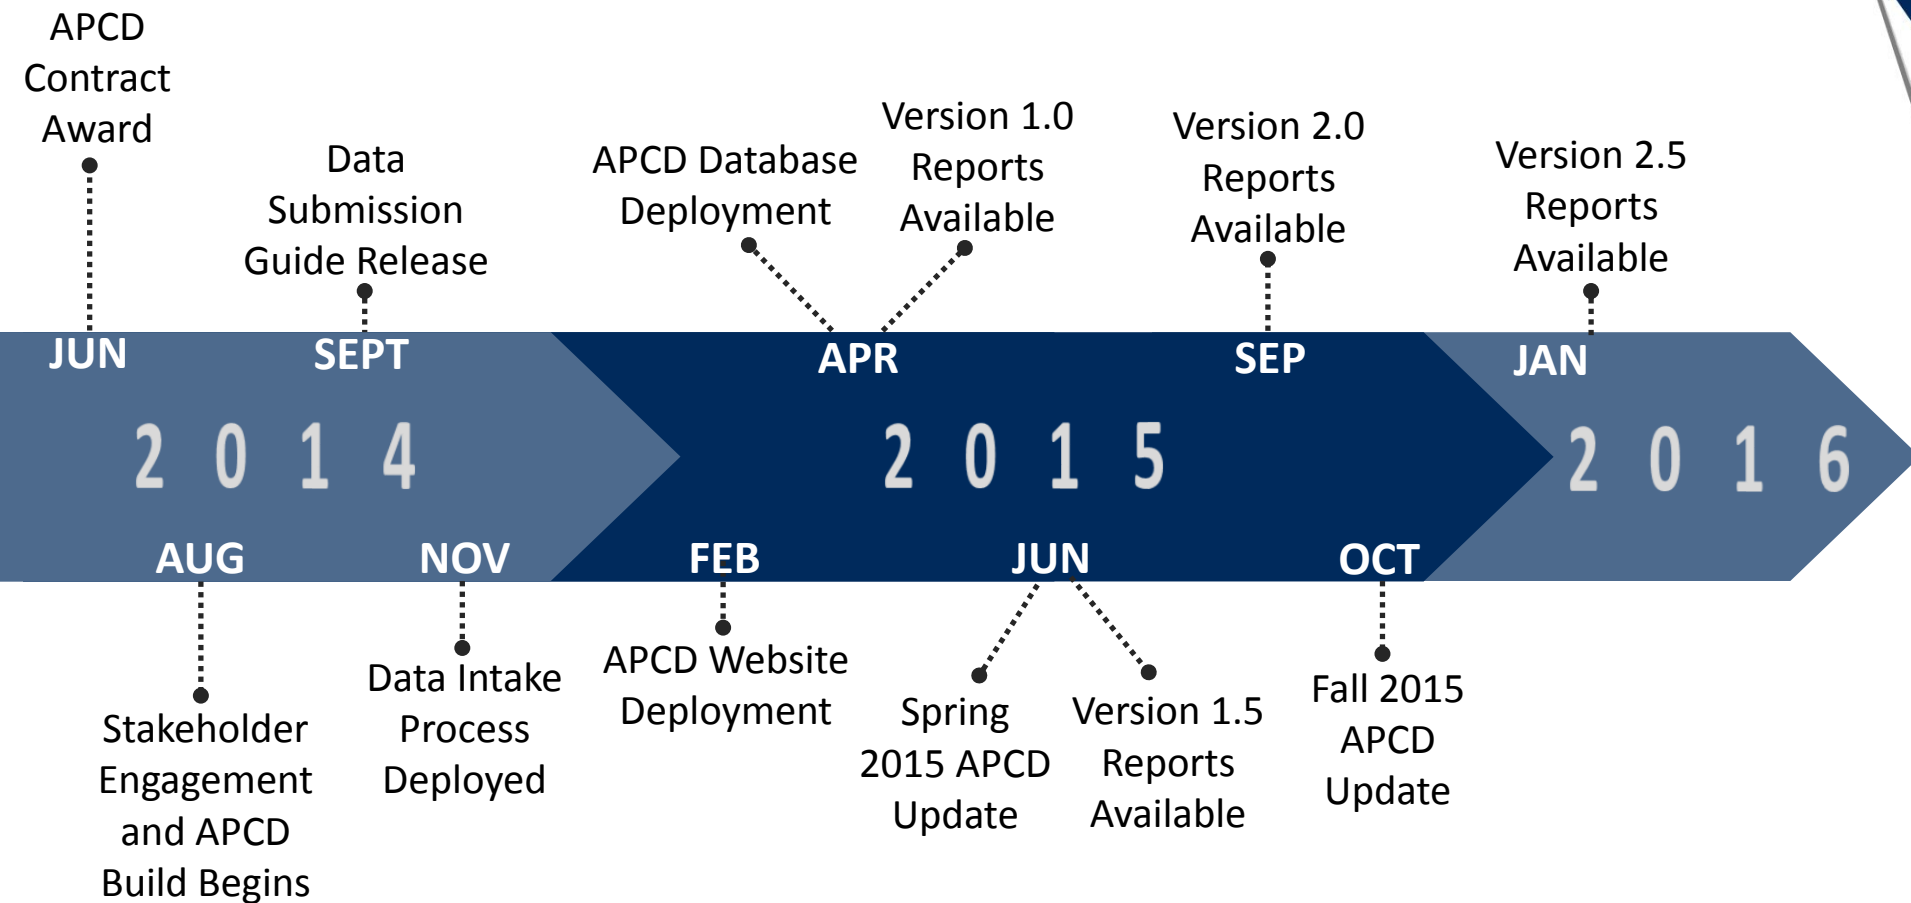 APCD
Contract
Award
Data
Submission
Guide Release
APCD Database
Deployment
Version 1.0
Reports
Available
Version 2.0
Reports
Available
Version 2.5
Reports
Available
JUN
SEPT
APR
SEP
JAN
2 0 1 4
2 0 1 5
2 0 1 6
AUG
NOV
FEB
JUN
OCT
Stakeholder
Engagement
and APCD
Build Begins
Data Intake
Process
Deployed
APCD Website
Deployment
Spring
2015 APCD
Update
Version 1.5
Reports
Available
Fall 2015
APCD
Update